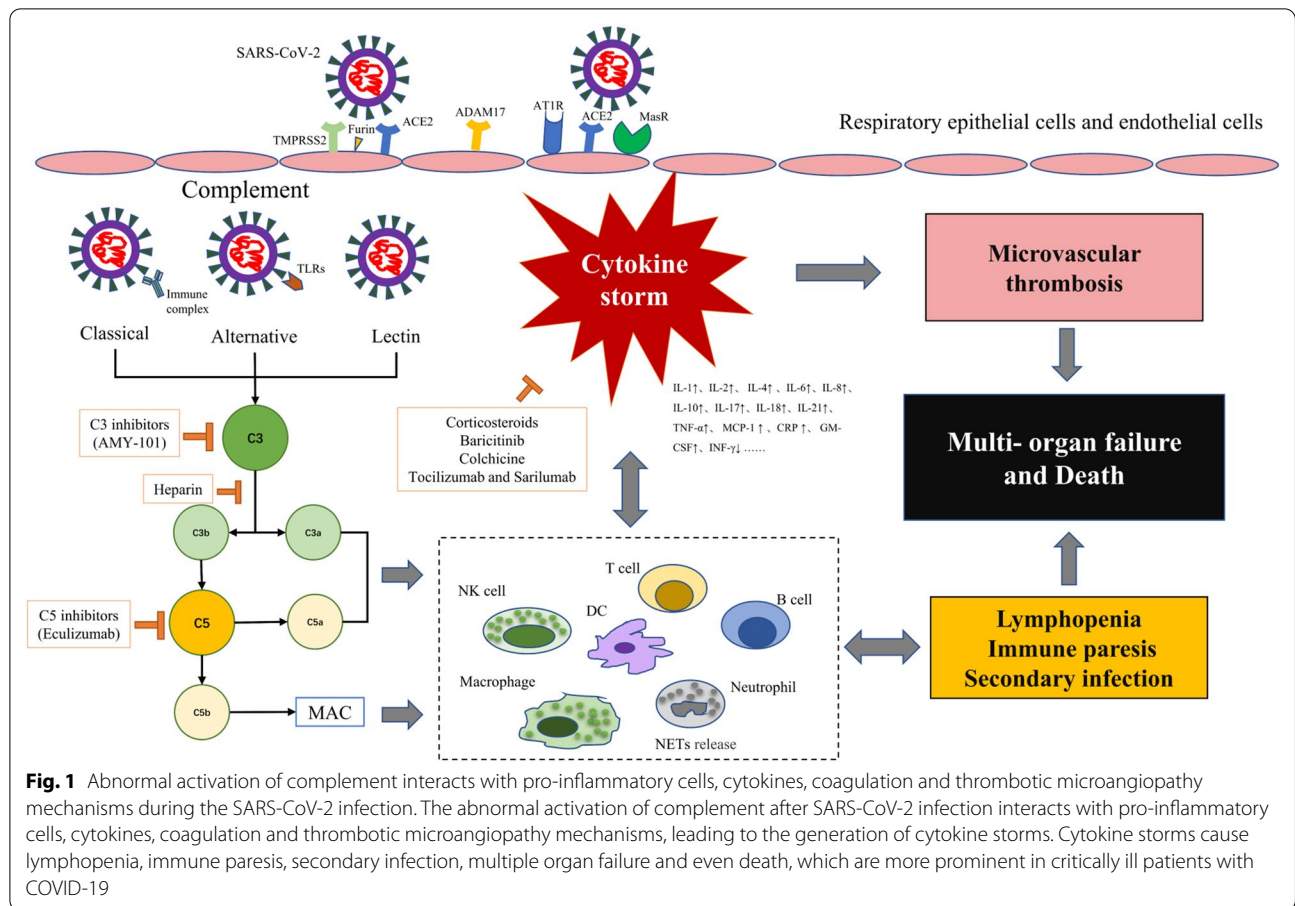 SARS-CoV-2
TMPRSS2
Furin
ACE2
ADAM17
AT1R
ACE2
MasR
Respiratory epithelial cells and endothelial cells
Complement
Immune
complex
TLRs
Classical
Alternative
Lectin
C3 inhibitors
(AMY-101)
C3
Heparin
C3b
C3a
C5 inhibitors
(Eculizumab)
C5
C5a
C5b
MAC
Cytokine
storm
Corticosteroids
Baricitinib
Colchicine
Tocilizumab and Sarilumab
IL-1↑、IL-2↑、IL-4↑、IL-6↑、IL-8↑、
IL-10↑、IL-17↑、IL-18↑、IL-21↑、
TNF-α↑、MCP-1↑、CRP↑、GM-
CSF↑、INF-γ↓……
NK cell
T cell
DC
B cell
Macrophage
Neutrophil
NETs release
Microvascular
thrombosis
Multi- organ failure
and Death
Lymphopenia
Immune paresis
Secondary infection
Fig. 1 Abnormal activation of complement interacts with pro-inflammatory cells, cytokines, coagulation and thrombotic microangiopathy
mechanisms during the SARS-CoV-2 infection. The abnormal activation of complement after SARS-CoV-2 infection interacts with pro-inflammatory
cells, cytokines, coagulation and thrombotic microangiopathy mechanisms, leading to the generation of cytokine storms. Cytokine storms cause
lymphopenia, immune paresis, secondary infection, multiple organ failure and even death, which are more prominent in critically ill patients with
COVID-19